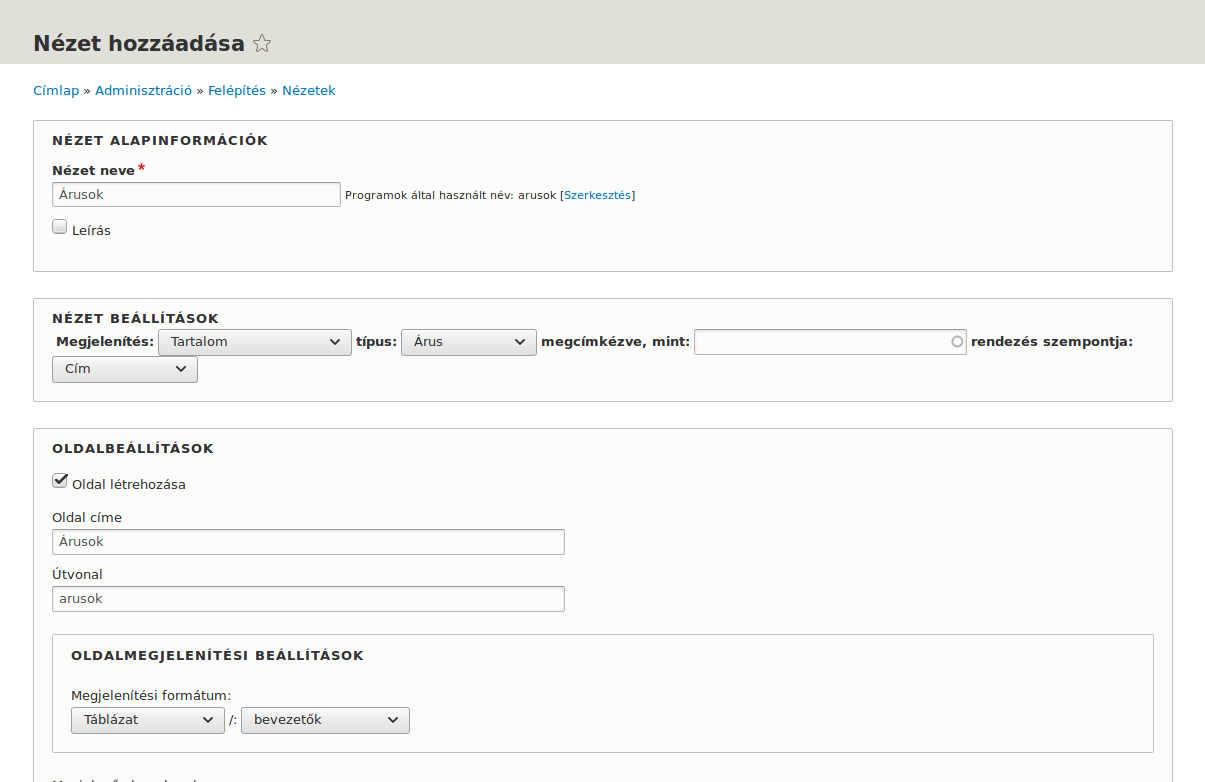 Nézet hozzáadása
Címlap » Adminisztráció » Felépítés » Nézetek
NÉZET ALAPINFORMÁCIÓK
Nézet neve *
Árusok Programok által használt név: arusok [Szerkesztés]
Leírás
NÉZET BEÁLLÍTÁSOK
Megjelenítés: Tartalom típus: Árus megcímkézve, mint: rendezés szempontja:
Cím
OLDALBEÁLLÍTÁSOK
Oldal létrehozása
Oldal címe
Árusok
Útvonal
arusok
OLDALMEGJELENÍTÉSI BEÁLLÍTÁSOK
Megjelenítési formátum:
Táblázat /: bevezetők